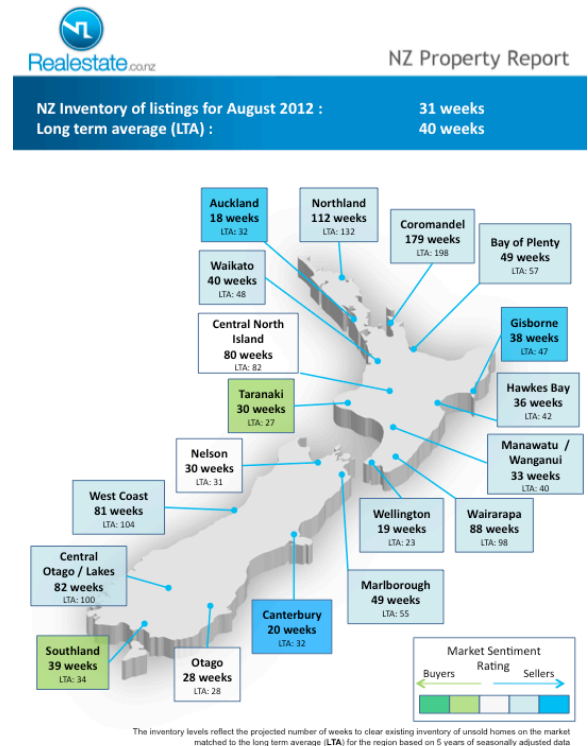 Realestate.co.nz
NZ Property Report
NZ Inventory of listings for August 2012 : 31 weeks
Long term average (LTA) : 40 weeks
Auckland
18 weeks
LTA: 32
Northland
112 weeks
LTA: 132
Coromandel
179 weeks
LTA: 198
Bay of Plenty
49 weeks
LTA: 57
Waikato
40 weeks
LTA: 48
Central North
Island
80 weeks
LTA: 82
Gisborne
38 weeks
LTA: 47
Taranaki
30 weeks
LTA: 27
Hawkes Bay
36 weeks
LTA: 42
Nelson
30 weeks
LTA: 31
Manawatu /
Wanganui
33 weeks
LTA: 40
West Coast
81 weeks
LTA: 104
Wellington
19 weeks
LTA: 23
Wairarapa
88 weeks
LTA: 98
Central
Otago / Lakes
82 weeks
LTA: 100
Marlborough
49 weeks
LTA: 55
Canterbury
20 weeks
LTA: 32
Southland
39 weeks
LTA: 34
Otago
28 weeks
LTA: 28
Market Sentiment
Rating
Buyers Sellers
The inventory levels reflect the projected number of weeks to clear existing inventory of unsold homes on the market
matched to the long term average (LTA) for the region based on 5 years of seasonally adjusted data